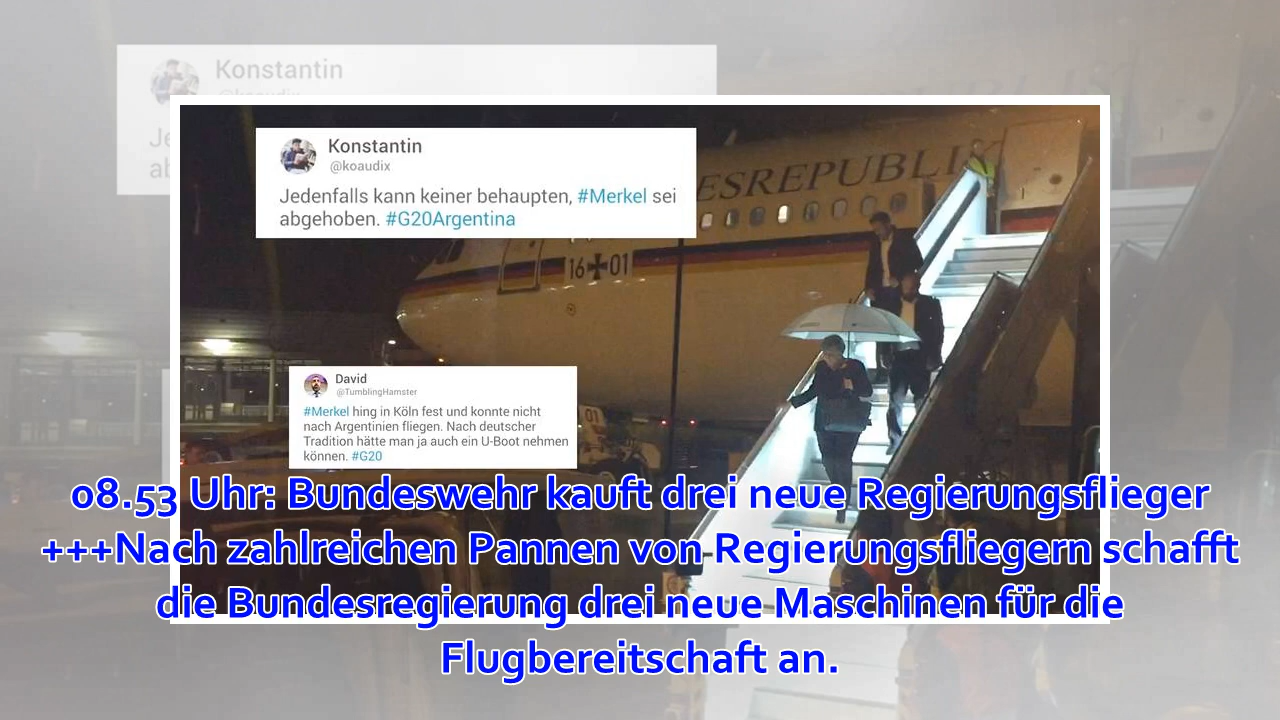 Konstantin
Konstantin
@koaudix
Jedenfalls kann keiner behaupten, #Merkel sei
abgehoben. #G20Argentina
ESREPUBLIK
16 01
David
@TumblingHamster
#Merkel hing in Köln fest und konnte nicht
nach Argentinien fliegen. Nach deutscher
Tradition hätte man ja auch ein U-Boot nehmen
können. #G20
01
08.53 Uhr: Bundeswehr kauft drei neue Regierungsflieger
+++Nach zahlreichen Pannen von Regierungsfliegern schafft
die Bundesregierung drei neue Maschinen für die
Flugbereitschaft an.